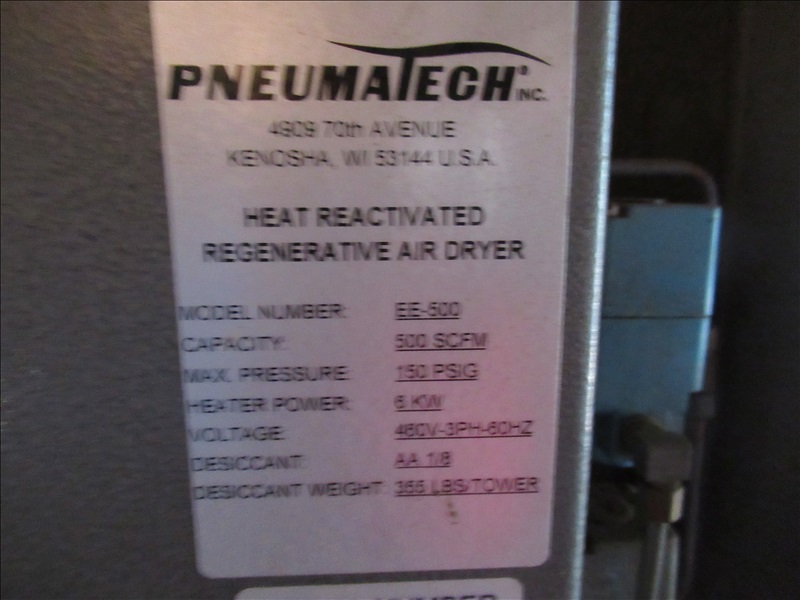 PNEUMATECH® INC.
4909 70th AVENUE
KENOSHA, WI 53144 U.S.A.
HEAT REACTIVATED
REGENERATIVE AIR DRYER
MODEL NUMBER: EE-500
CAPACITY: 500 SCFM
MAX. PRESSURE: 150 PSIG
HEATER POWER: 6 KW
VOLTAGE: 460V-3PH-60HZ
DESICCANT: AA 1/8
DESICCANT WEIGHT: 355 LBS/TOWER